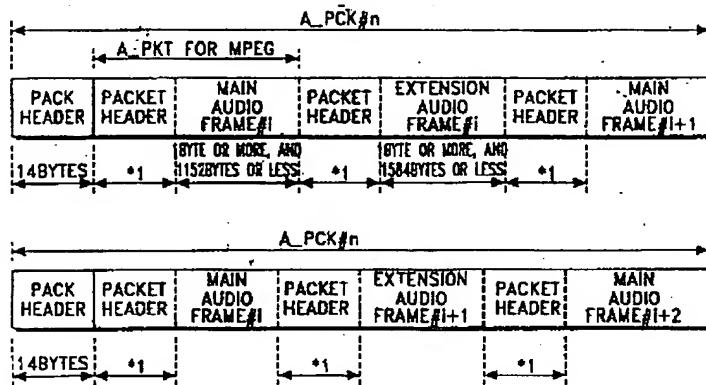 A_PCK#n
A_PKT FOR MPEG
PACK HEADER PACKET HEADER MAIN AUDIO FRAME#i PACKET HEADER EXTENSION AUDIO FRAME#i PACKET HEADER MAIN AUDIO FRAME#i+1
14BYTES *1 1BYTE OR MORE, AND 1152BYTES OR LESS *1 1BYTE OR MORE, AND 1584BYTES OR LESS *1
A_PCK#n
PACK HEADER PACKET HEADER MAIN AUDIO FRAME#i PACKET HEADER EXTENSION AUDIO FRAME#i+1 PACKET HEADER MAIN AUDIO FRAME#i+2
14BYTES *1 *1 *1